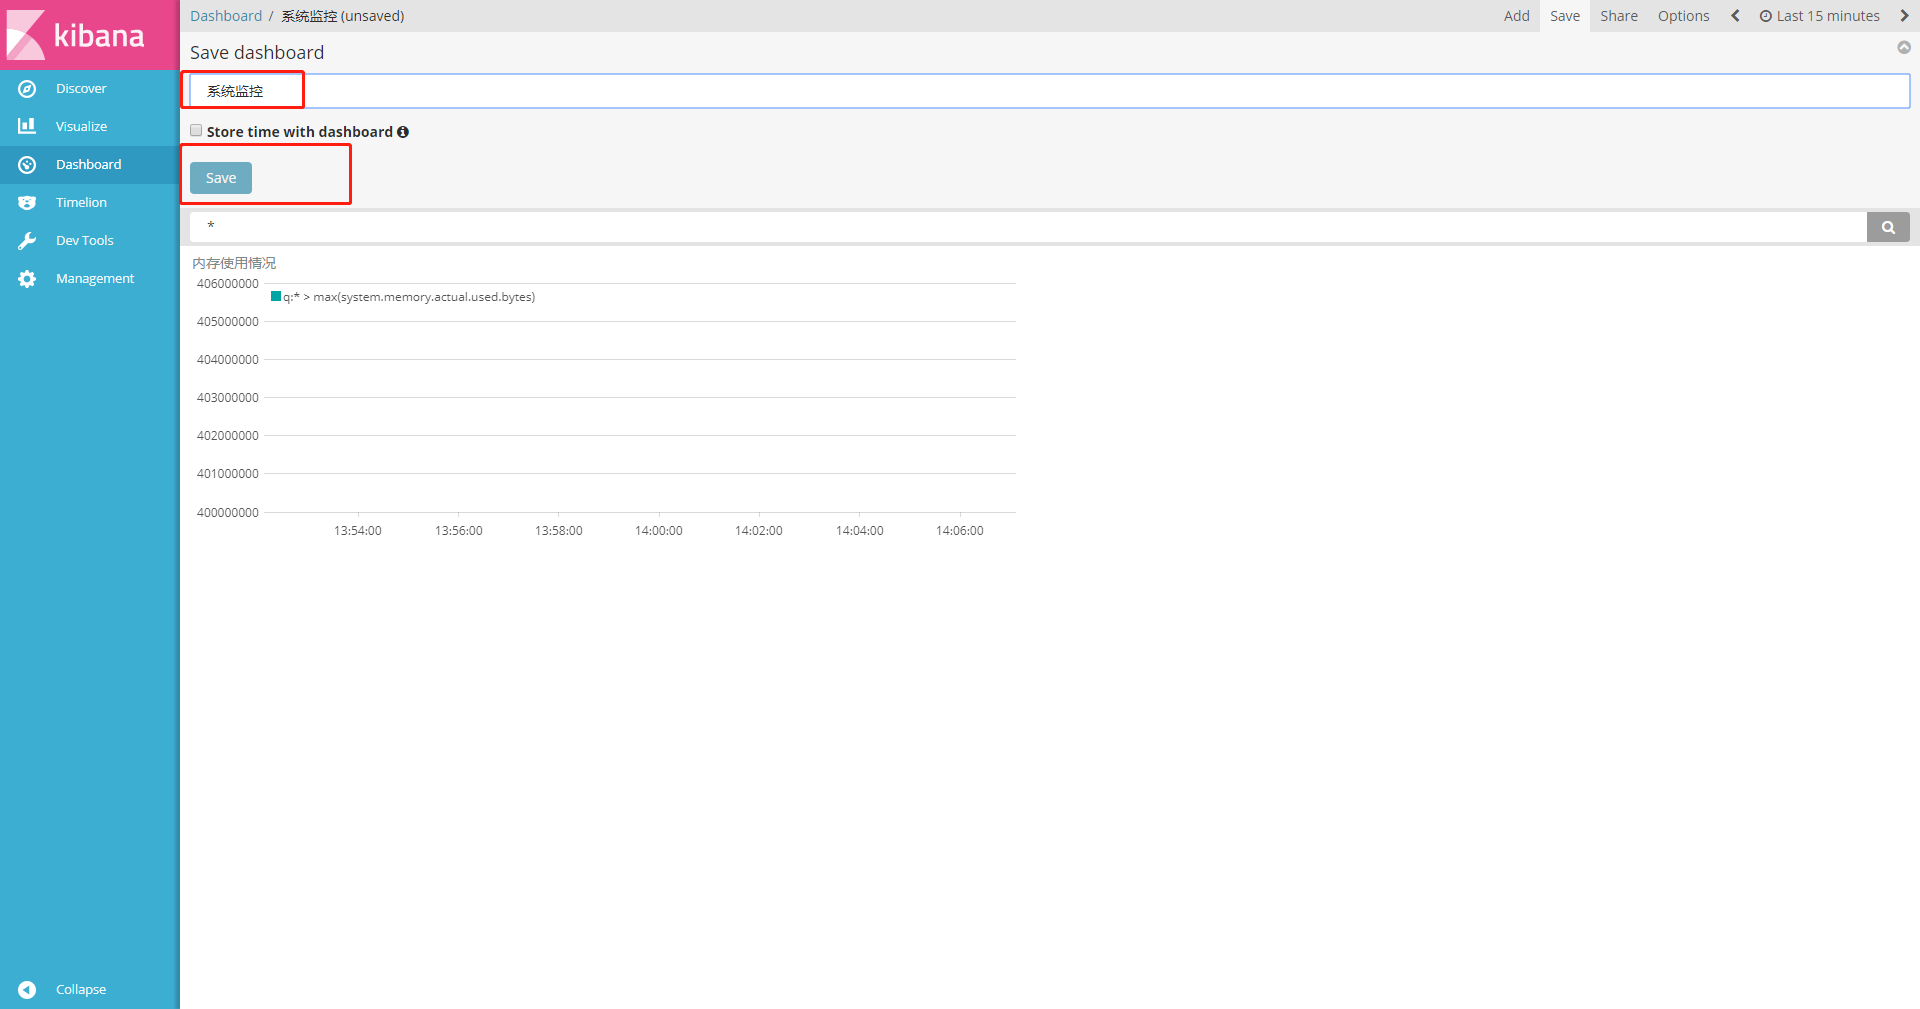 kibana
Discover
Visualize
Dashboard
Timelion
Dev Tools
Management
Collapse
Dashboard / 系统监控 (unsaved)
Add Save Share Options Last 15 minutes
Save dashboard
系统监控
Store time with dashboard
Save
*
内存使用情况
406000000
q:* > max(system.memory.actual.used.bytes)
405000000
404000000
403000000
402000000
401000000
400000000
13:54:00 13:56:00 13:58:00 14:00:00 14:02:00 14:04:00 14:06:00